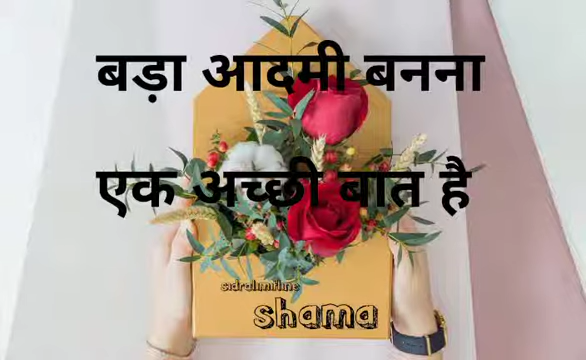 बड़ा आदमी बनना
एक अच्छी बात है
shama